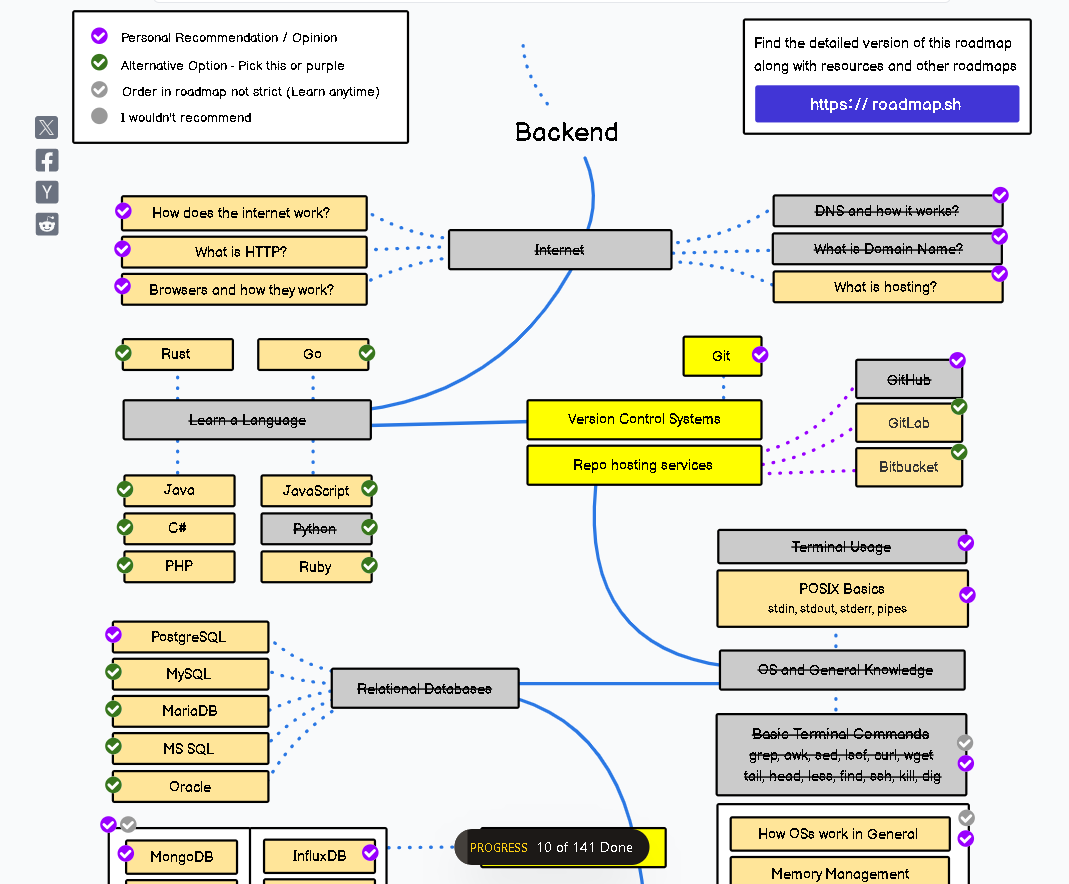 Personal Recommendation / Opinion
Alternative Option - Pick this or purple
Order in roadmap not strict (Learn anytime)
I wouldn't recommend
Find the detailed version of this roadmap
along with resources and other roadmaps
https://roadmap.sh
Backend
How does the internet work?
What is HTTP?
Browsers and how they work?
Internet
DNS and how it works?
What is Domain Name?
What is hosting?
Rust
Go
Learn a Language
Java
JavaScript
C#
Python
PHP
Ruby
Git
Version Control Systems
Repo hosting services
GitHub
GitLab
Bitbucket
Terminal Usage
POSIX Basics
stdin, stdout, stderr, pipes
OS and General Knowledge
Basic Terminal Commands
grep, awk, sed, lsof, curl, wget
tail, head, less, find, ssh, kill, dig
How OSs work in General
Memory Management
PostgreSQL
MySQL
MariaDB
MS SQL
Oracle
Relational Databases
MongoDB
InfluxDB
PROGRESS 10 of 141 Done